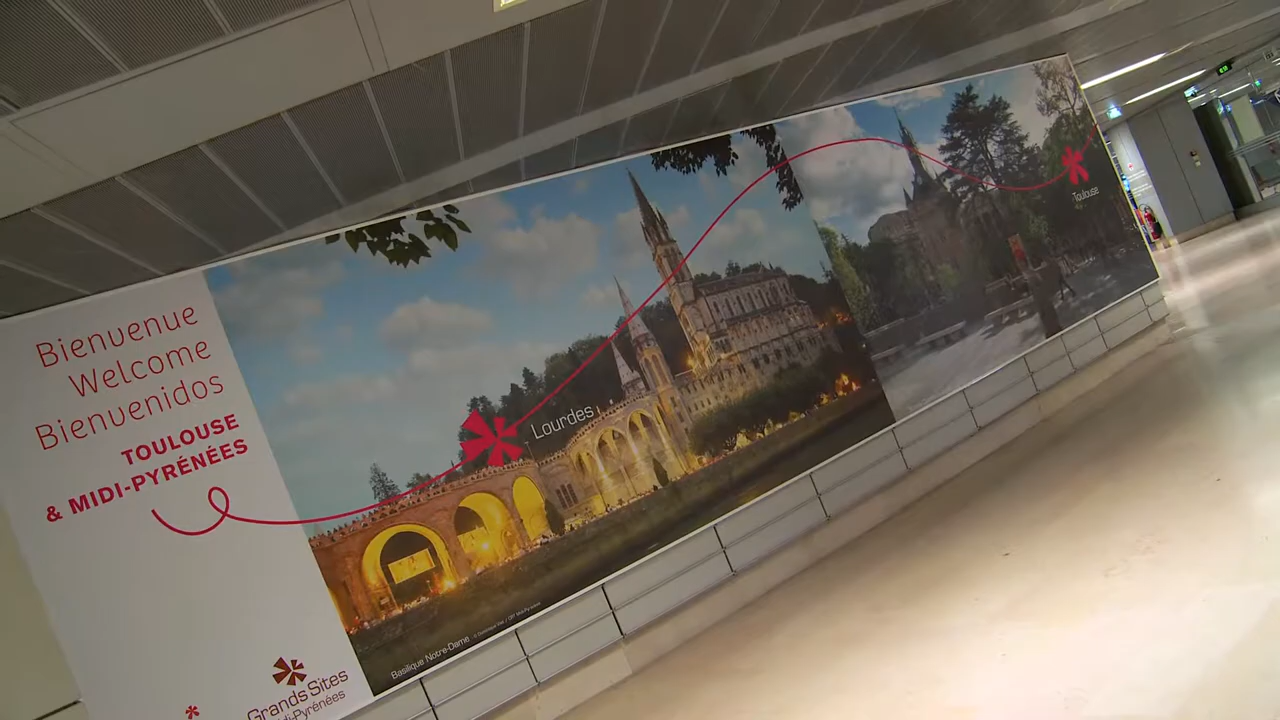 Bienvenue
Welcome
Bienvenidos
TOULOUSE
& MIDI-PYRÉNÉES
Lourdes
Toulouse
Basilique Notre-Dame
Grands Sites